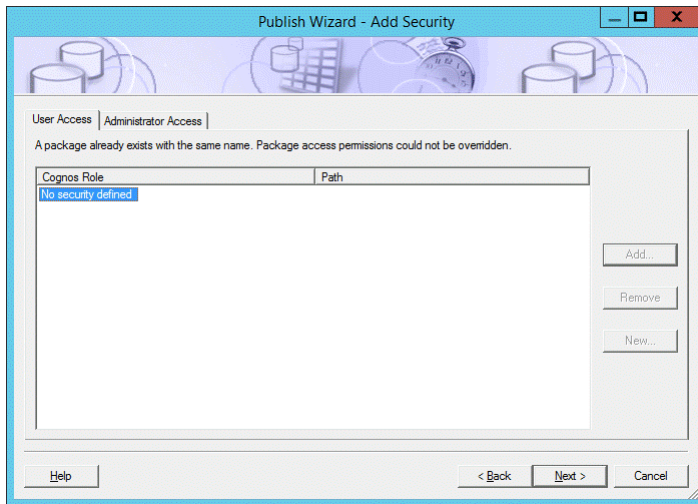 Publish Wizard - Add Security
User Access
Administrator Access
A package already exists with the same name. Package access permissions could not be overridden.
Cognos Role
Path
No security defined
Add...
Remove
New...
Help
< Back
Next >
Cancel